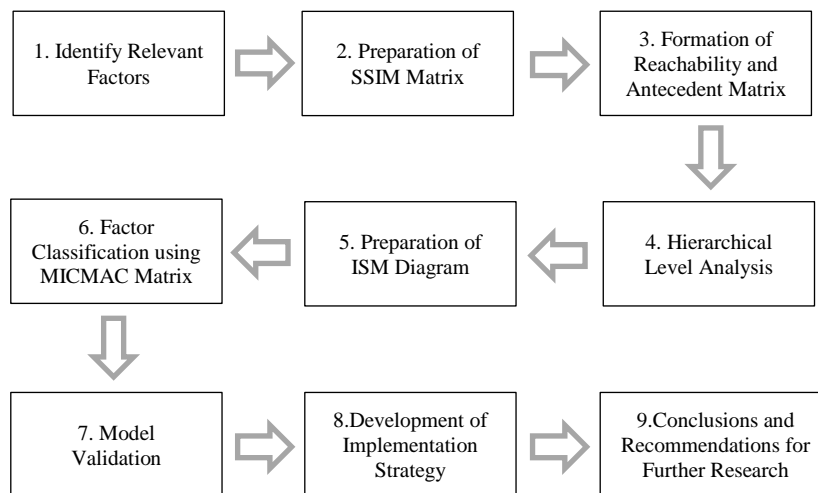 1. Identify Relevant
Factors
2. Preparation of
SSIM Matrix
3. Formation of
Reachability and
Antecedent Matrix
4. Hierarchical
Level Analysis
5. Preparation of
ISM Diagram
6. Factor
Classification using
MICMAC Matrix
7. Model
Validation
8.Development of
Implementation
Strategy
9.Conclusions and
Recommendations for
Further Research